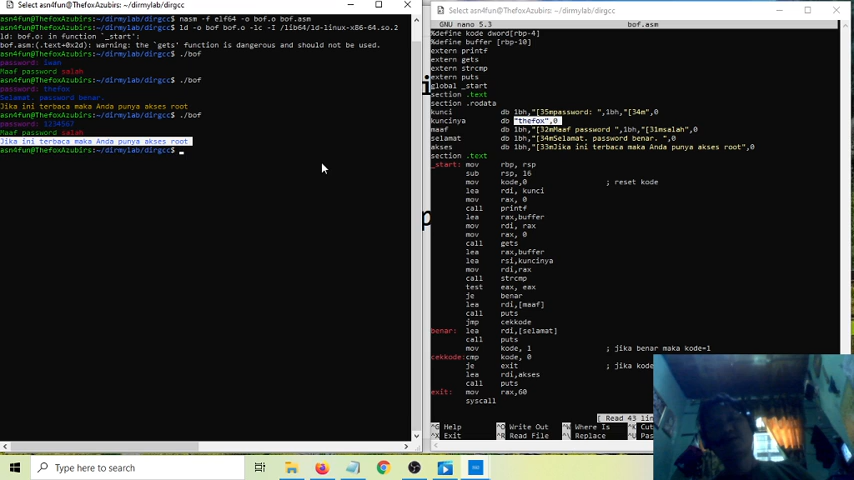 Select asn4fun@TheFoxAzubirs: ~/dirmylab/dirgcc
asn4fun@TheFoxAzubirs:~/dirmylab/dirgcc$ nasm -f elf64 -o bof.o bof.asm
asn4fun@TheFoxAzubirs:~/dirmylab/dirgcc$ ld -o bof bof.o -lc -I /lib64/ld-linux-x86-64.so.2
ld: bof.o: in function `_start':
bof.asm:(.text+0x2d): warning: the `gets' function is dangerous and should not be used.
asn4fun@TheFoxAzubirs:~/dirmylab/dirgcc$ ./bof
password: iwan
Maaf password salah
asn4fun@TheFoxAzubirs:~/dirmylab/dirgcc$ ./bof
password: thefox
Selamat. password benar.
Jika ini terbaca maka Anda punya akses root
asn4fun@TheFoxAzubirs:~/dirmylab/dirgcc$ ./bof
password: 1234567
Maaf password salah
Jika ini terbaca maka Anda punya akses root
asn4fun@TheFoxAzubirs:~/dirmylab/dirgcc$
Select asn4fun@TheFoxAzubirs: ~/dirmylab/dirgcc
GNU nano 5.3 bof.asm
%define kode dword[rbp-4]
%define buffer [rbp-10]
extern printf
extern gets
extern strcmp
extern puts
global _start
section .text
section .rodata
kunci db 1bh,"[35mpassword: ",1bh,"[34m",0
kuncinya db "thefox",0
maaf db 1bh,"[32mMaaf password ",1bh,"[31msalah",0
selamat db 1bh,"[34mSelamat. password benar. ",0
akses db 1bh,"[33mJika ini terbaca maka Anda punya akses root",0
section .text
_start: mov rbp, rsp
sub rsp, 16
mov kode,0 ; reset kode
lea rdi, kunci
mov rax, 0
call printf
lea rax,buffer
mov rdi, rax
mov rax, 0
call gets
lea rax,buffer
lea rsi,kuncinya
mov rdi,rax
call strcmp
test eax, eax
je benar
lea rdi,[maaf]
call puts
jmp cekkode
benar: lea rdi,[selamat]
call puts
mov kode, 1 ; jika benar maka kode=1
cekkode:cmp kode, 0
je exit ; jika kod
lea rdi,akses
call puts
exit: mov rax,60
syscall
[ Read 43 lin
^G Help ^O Write Out ^W Where Is ^K Cu
^X Exit ^R Read File ^\ Replace ^U Pa
Type here to search